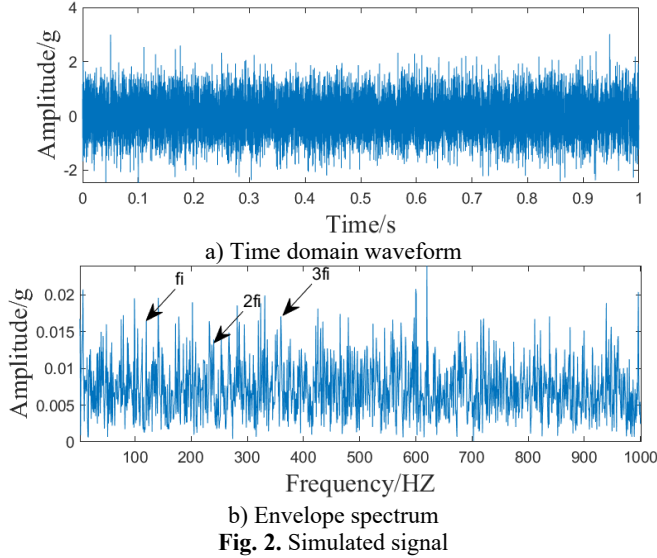 4
2
0
-2
Amplitude/g
0 0.1 0.2 0.3 0.4 0.5 0.6 0.7 0.8 0.9 1
Time/s
a) Time domain waveform
fi
2fi
3fi
0.02
0.015
0.01
0.005
0
Amplitude/g
100 200 300 400 500 600 700 800 900 1000
Frequency/HZ
b) Envelope spectrum
Fig. 2. Simulated signal